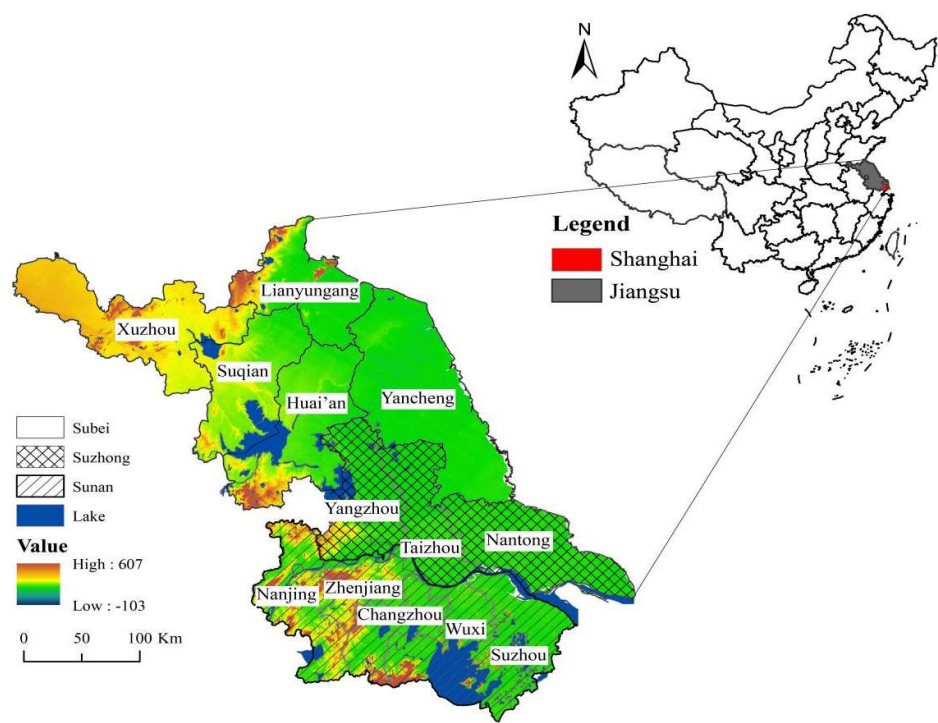 N
Legend
Shanghai
Jiangsu
Lianyungang
Xuzhou
Suqian
Huai'an
Yancheng
Subei
Suzhong
Sunan
Lake
Value
High : 607
Low : -103
0 50 100 Km
Yangzhou
Taizhou
Nantong
Nanjing
Zhenjiang
Changzhou
Wuxi
Suzhou